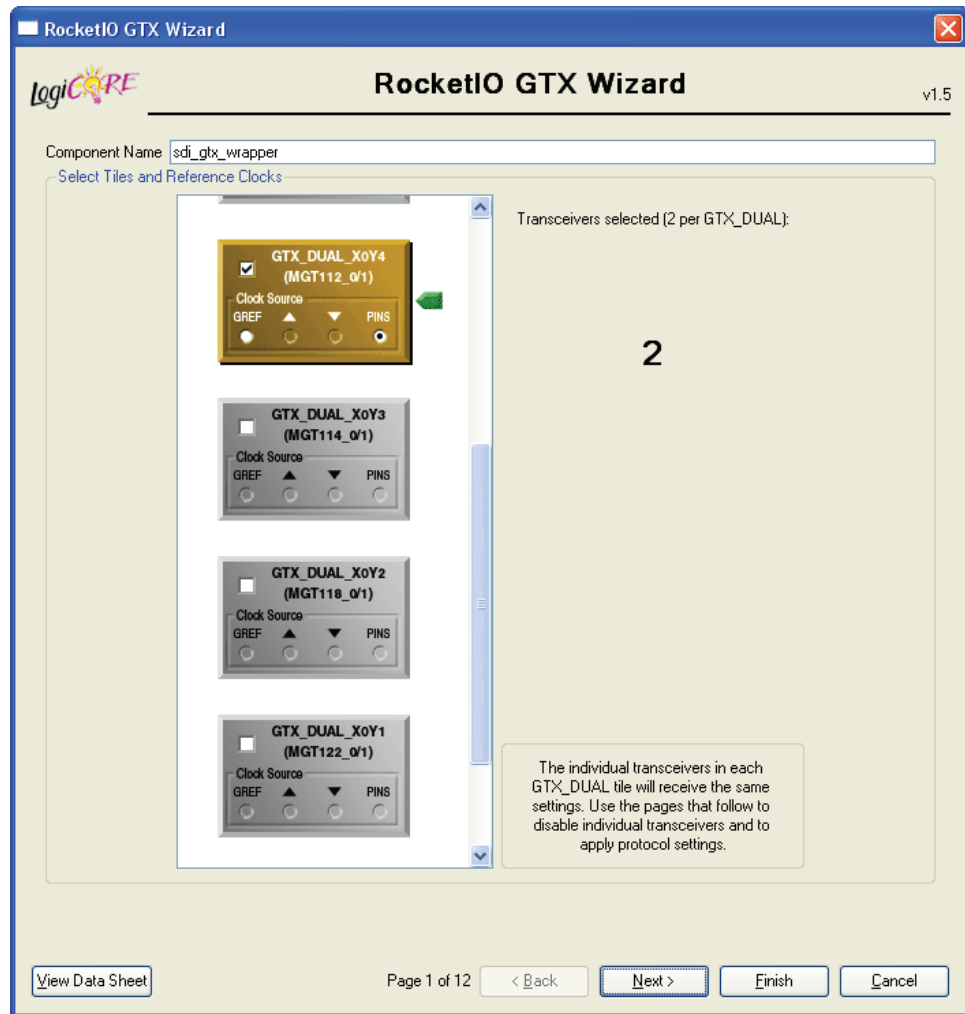 RocketIO GTX Wizard
LogiCORE
RocketIO GTX Wizard
v1.5
Component Name sdi_gtx_wrapper
Select Tiles and Reference Clocks
Transceivers selected (2 per GTX_DUAL):
2
GTX_DUAL_X0Y4
(MGT112_0/1)
Clock Source
GREF ▲ ▼ PINS
GTX_DUAL_X0Y3
(MGT114_0/1)
Clock Source
GREF ▲ ▼ PINS
GTX_DUAL_X0Y2
(MGT118_0/1)
Clock Source
GREF ▲ ▼ PINS
GTX_DUAL_X0Y1
(MGT122_0/1)
Clock Source
GREF ▲ ▼ PINS
The individual transceivers in each
GTX_DUAL tile will receive the same
settings. Use the pages that follow to
disable individual transceivers and to
apply protocol settings.
View Data Sheet
Page 1 of 12
< Back
Next >
Finish
Cancel